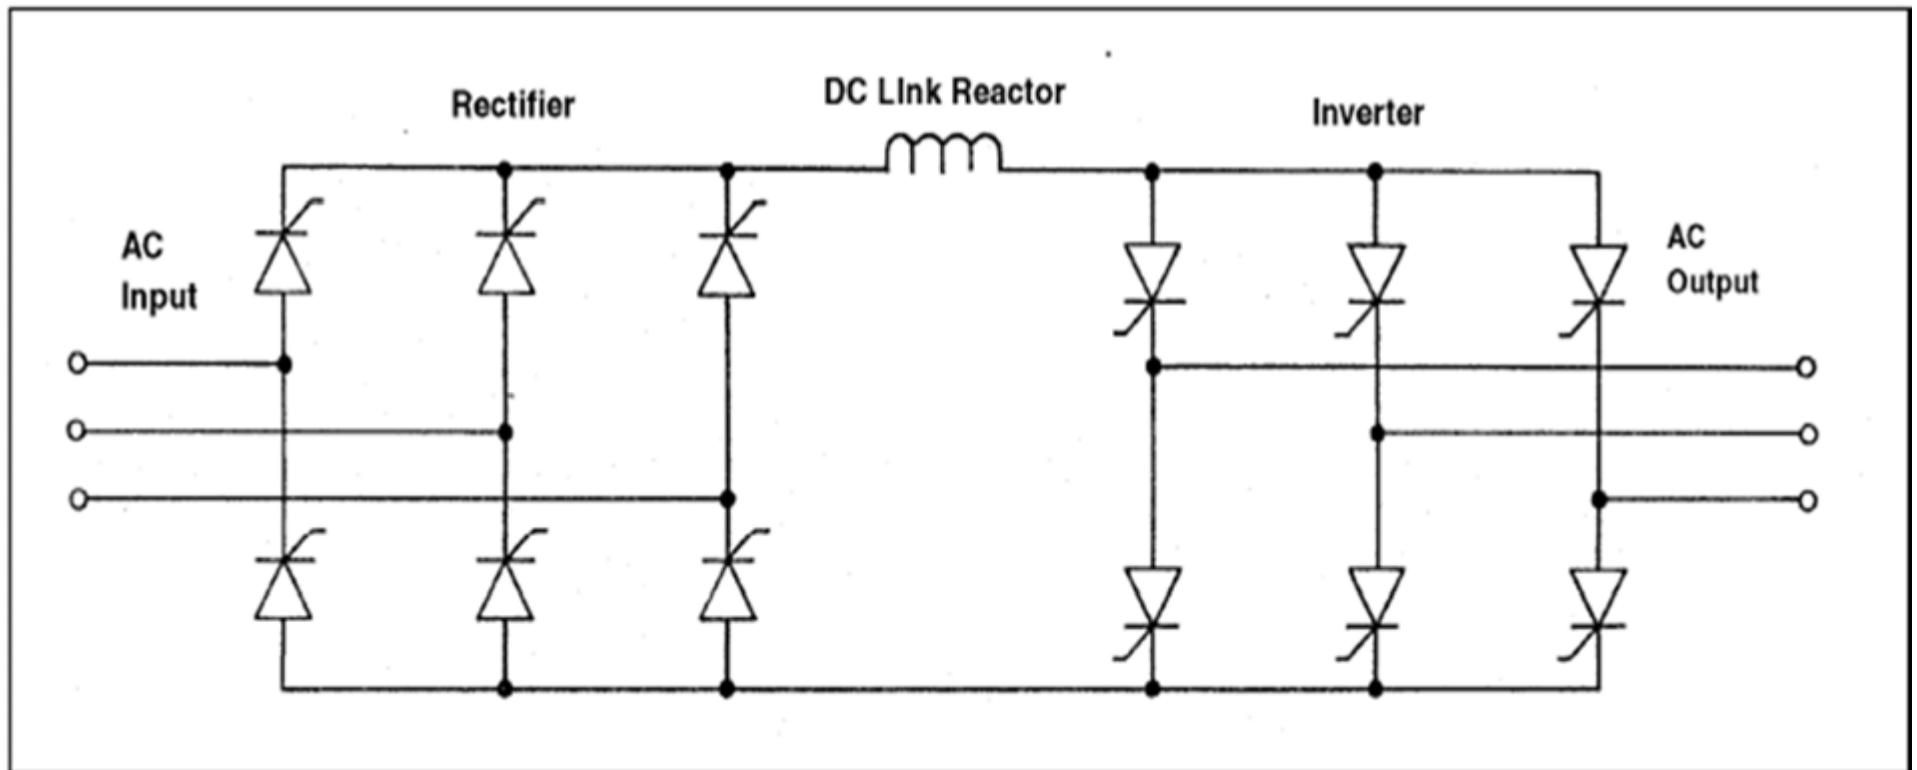 Rectifier
DC LInk Reactor
Inverter
AC
Input
AC
Output